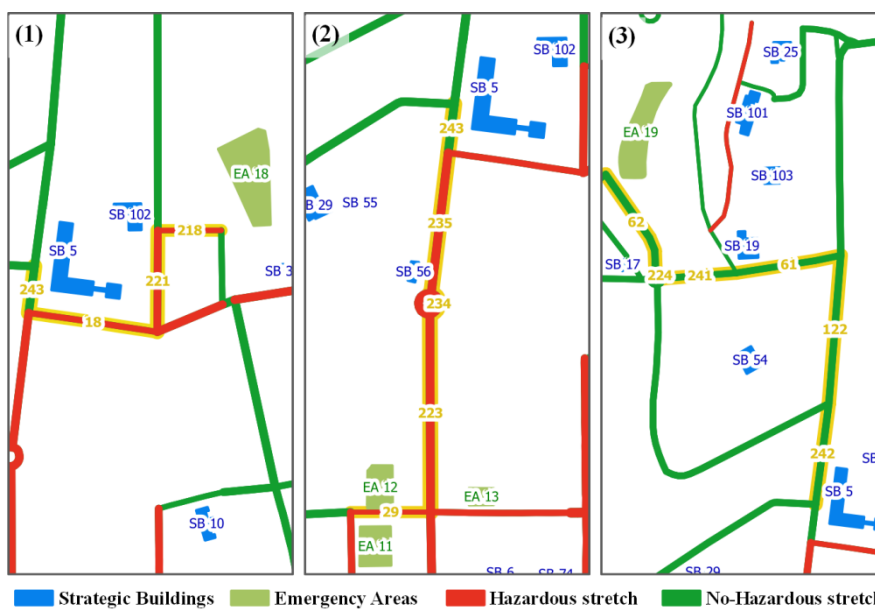 (1)
SB 102
218
EA 18
SB 5
221
SB 3
243
18
SB 10
(2)
SB 102
SB 5
243
SB 29
SB 55
235
SB 56
234
223
EA 12
EA 13
29
EA 11
SB 6
SB 74
(3)
SB 25
SB 101
EA 19
SB 103
62
SB 19
SB 17
224
241
61
122
SB 54
242
SB
SB 5
SB 29
Strategic Buildings
Emergency Areas
Hazardous stretch
No-Hazardous stretch